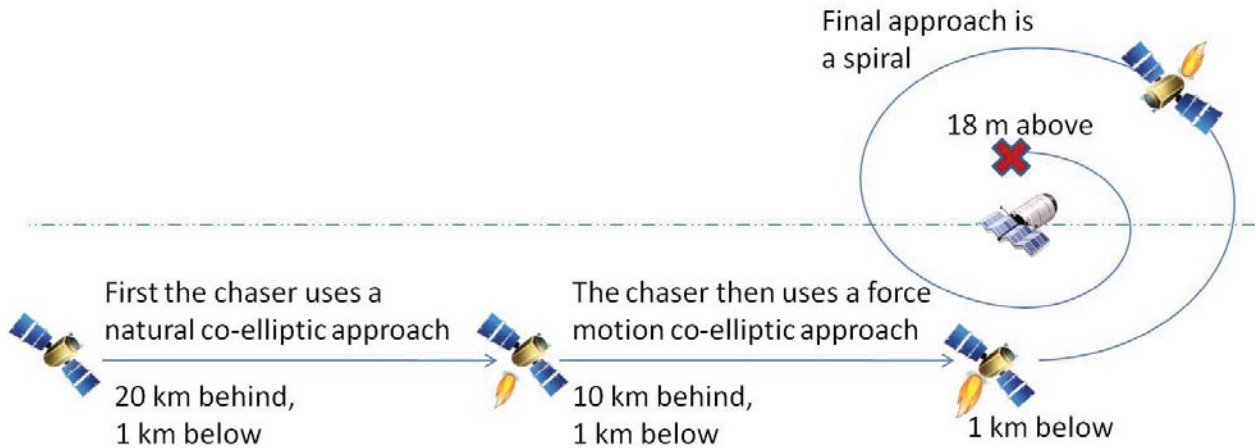 Final approach is
a spiral
18 m above
First the chaser uses a
natural co-elliptic approach
The chaser then uses a force
motion co-elliptic approach
20 km behind,
1 km below
10 km behind,
1 km below
1 km below